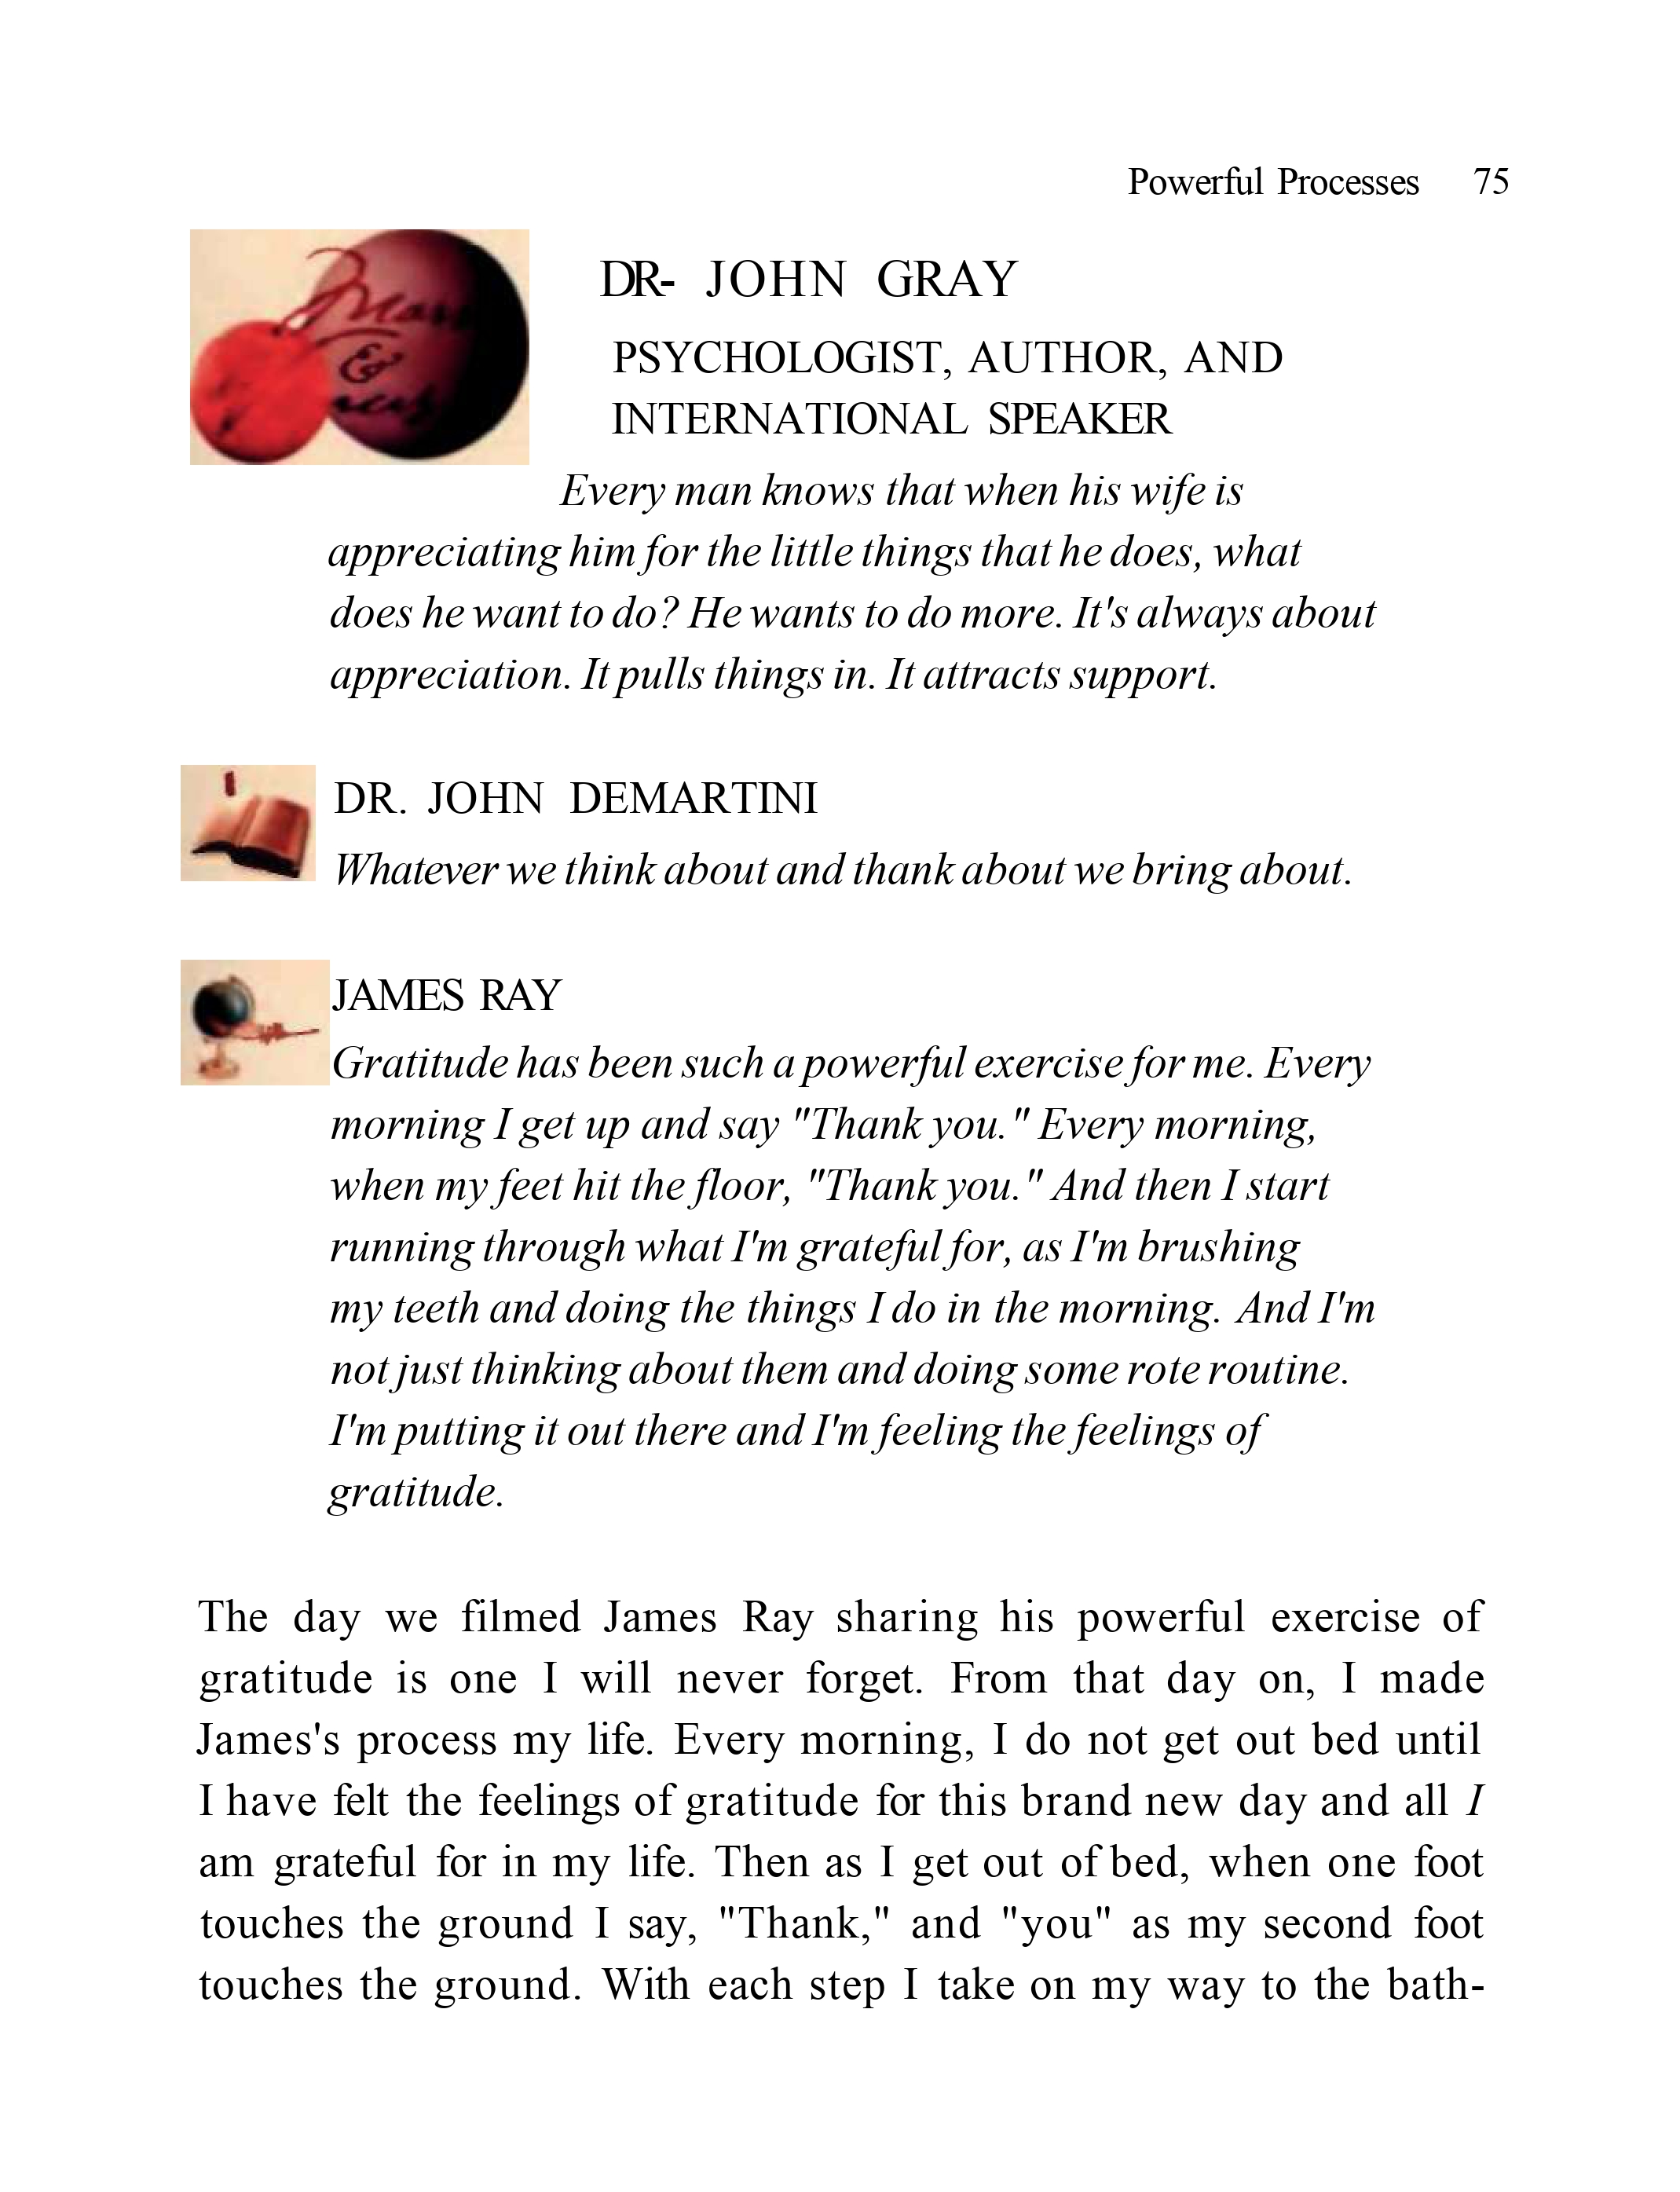 Powerful Processes 75
Mars
&
DR- JOHN GRAY
PSYCHOLOGIST, AUTHOR, AND
INTERNATIONAL SPEAKER
Every man knows that when his wife is
appreciating him for the little things that he does, what
does he want to do? He wants to do more. It's always about
appreciation. It pulls things in. It attracts support.
DR. JOHN DEMARTINI
Whatever we think about and thank about we bring about.
JAMES RAY
Gratitude has been such a powerful exercise for me. Every
morning I get up and say "Thank you." Every morning,
when my feet hit the floor, "Thank you." And then I start
running through what I'm grateful for, as I'm brushing
my teeth and doing the things I do in the morning. And I'm
not just thinking about them and doing some rote routine.
I'm putting it out there and I'm feeling the feelings of
gratitude.
The day we filmed James Ray sharing his powerful exercise of
gratitude is one I will never forget. From that day on, I made
James's process my life. Every morning, I do not get out bed until
I have felt the feelings of gratitude for this brand new day and all I
am grateful for in my life. Then as I get out of bed, when one foot
touches the ground I say, "Thank," and "you" as my second foot
touches the ground. With each step I take on my way to the bath-